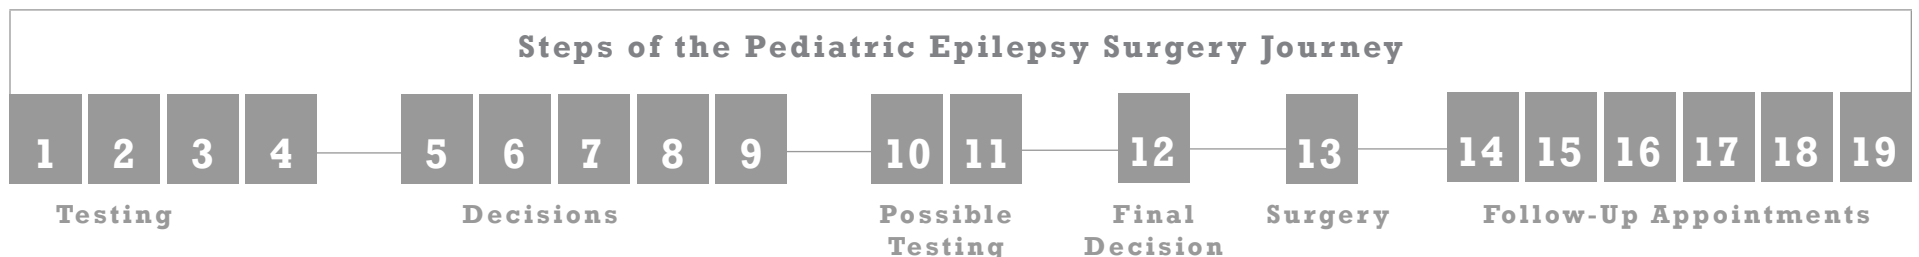 Steps of the Pediatric Epilepsy Surgery Journey
1 2 3 4 5 6 7 8 9 10 11 12 13 14 15 16 17 18 19
Testing Decisions Possible Final Surgery Follow-Up Appointments
Testing Decision